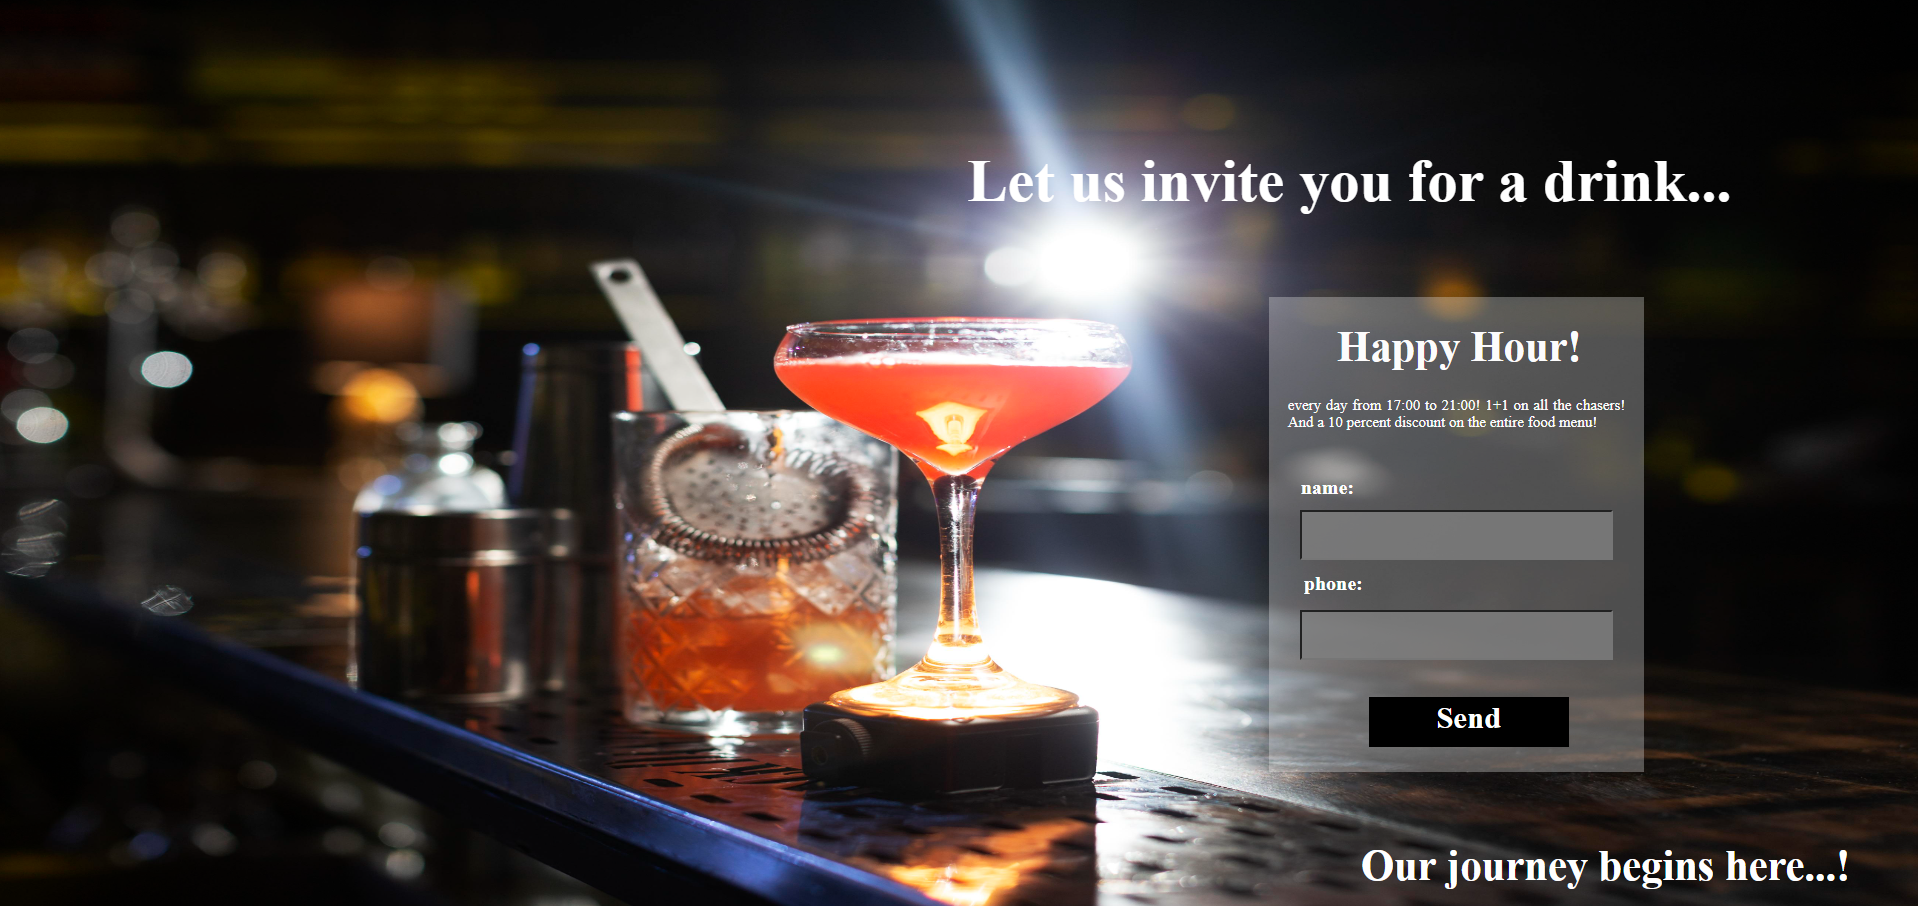 Let us invite you for a drink...
Happy Hour!
every day from 17:00 to 21:00! 1+1 on all the chasers!
And a 10 percent discount on the entire food menu!
name:
phone:
Send
Our journey begins here...!